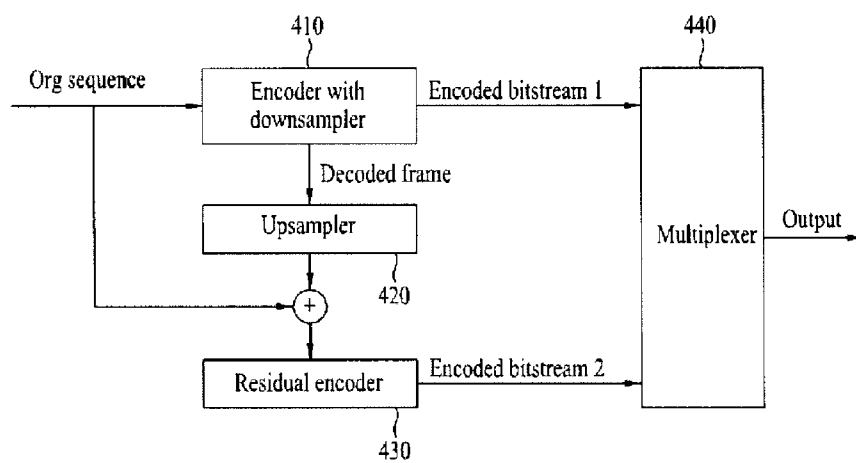 410
440
Org sequence
Encoder with
downsampler
Encoded bitstream 1
Decoded frame
Upsampler
420
+
Multiplexer
Output
Residual encoder
Encoded bitstream 2
430